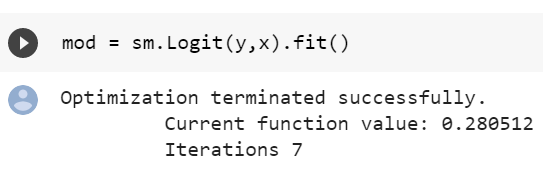 mod = sm.Logit(y,x).fit()
Optimization terminated successfully.
Current function value: 0.280512
Iterations 7